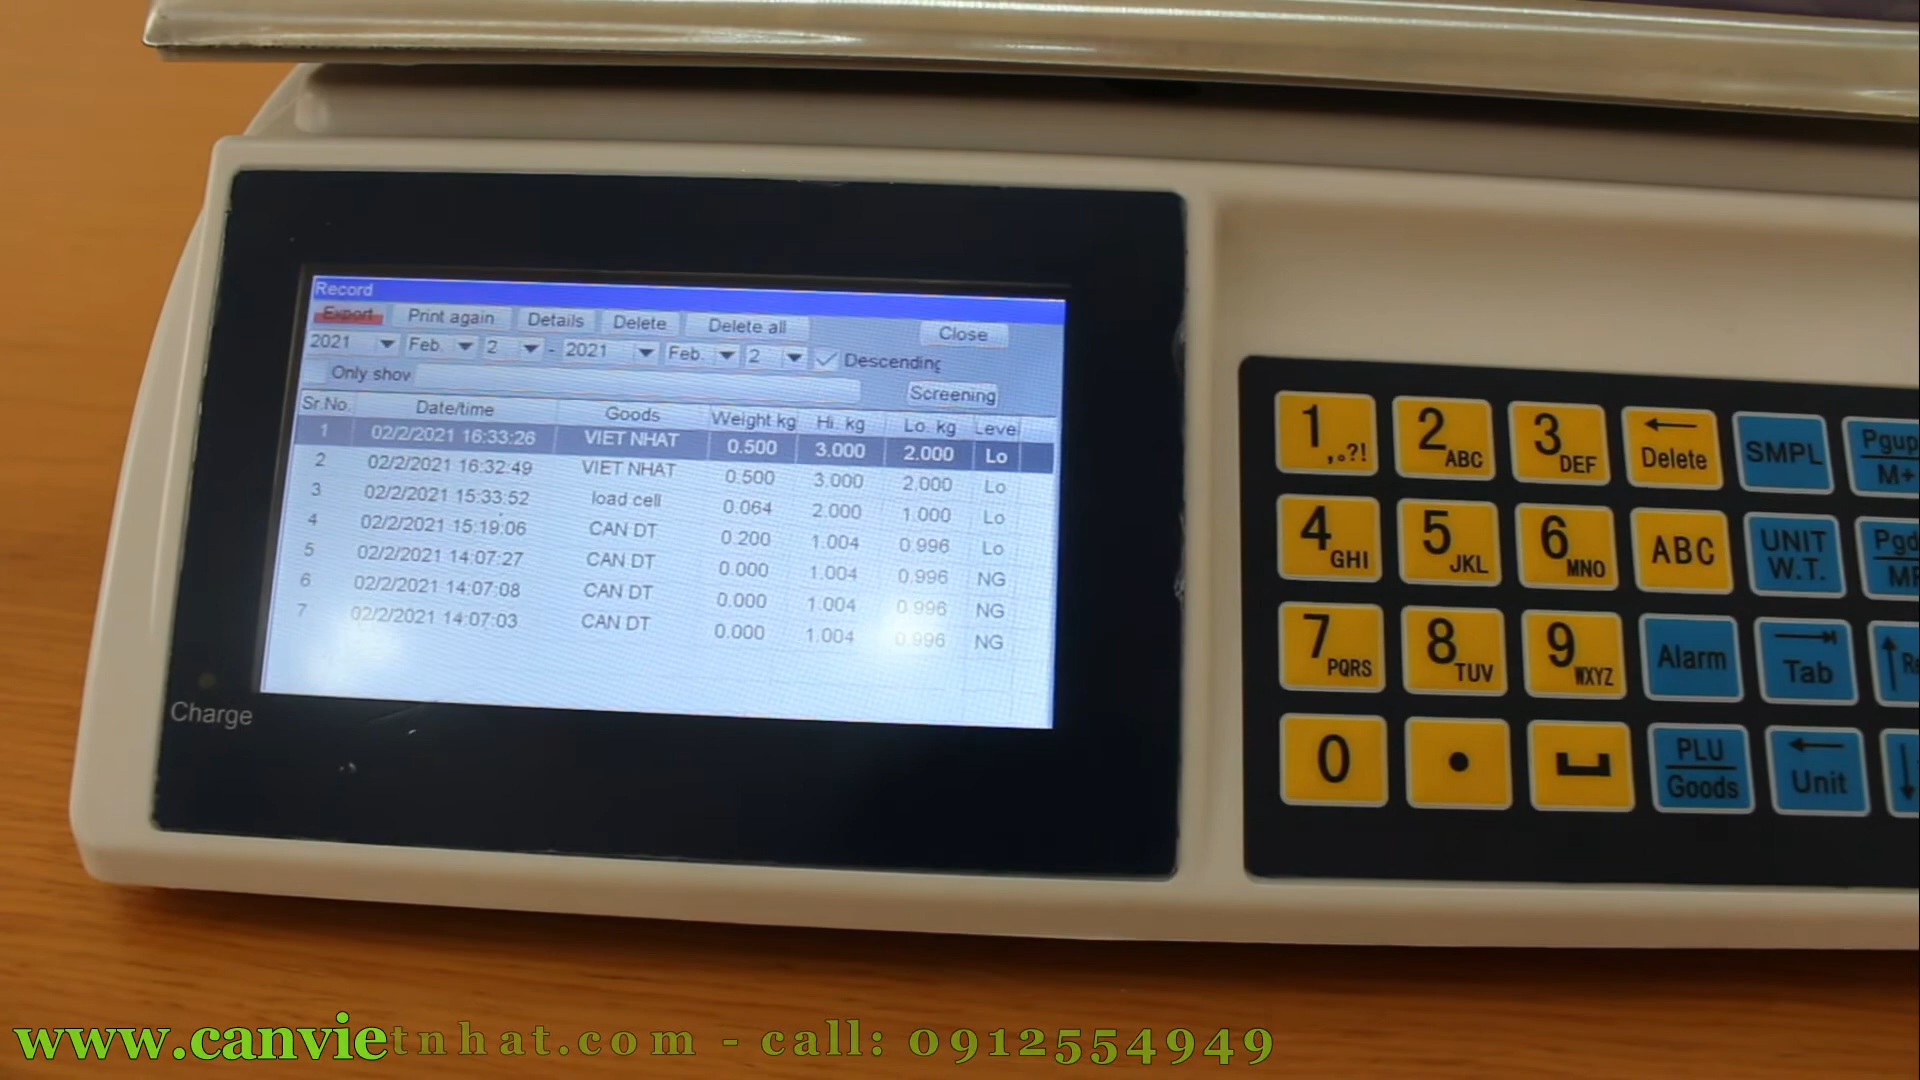 Record
Export Print again Details Delete Delete all Close
2021 Feb. 2 - 2021 Feb. 2 Descending
Only shov Screening
Sr.No. Date/time Goods Weight kg Hi. kg Lo. kg Level
1 02/2/2021 16:33:26 VIET NHAT 0.500 3.000 2.000 Lo
2 02/2/2021 16:32:49 VIET NHAT 0.500 3.000 2.000 Lo
3 02/2/2021 15:33:52 load cell 0.064 2.000 1.000 Lo
4 02/2/2021 15:19:06 CAN DT 0.200 1.004 0.996 Lo
5 02/2/2021 14:07:27 CAN DT 0.000 1.004 0.996 NG
6 02/2/2021 14:07:08 CAN DT 0.000 1.004 0.996 NG
7 02/2/2021 14:07:03 CAN DT 0.000 1.004 0.996 NG
Charge
1 ,。?! 2 ABC 3 DEF ← Delete SMPL Pgup M+
4 GHI 5 JKL 6 MNO ABC UNIT W.T. Pgd
7 PQRS 8 TUV 9 WXYZ Alarm Tab
0 . PLU Goods ← Unit
www.canvietnhat.com - call: 0912554949